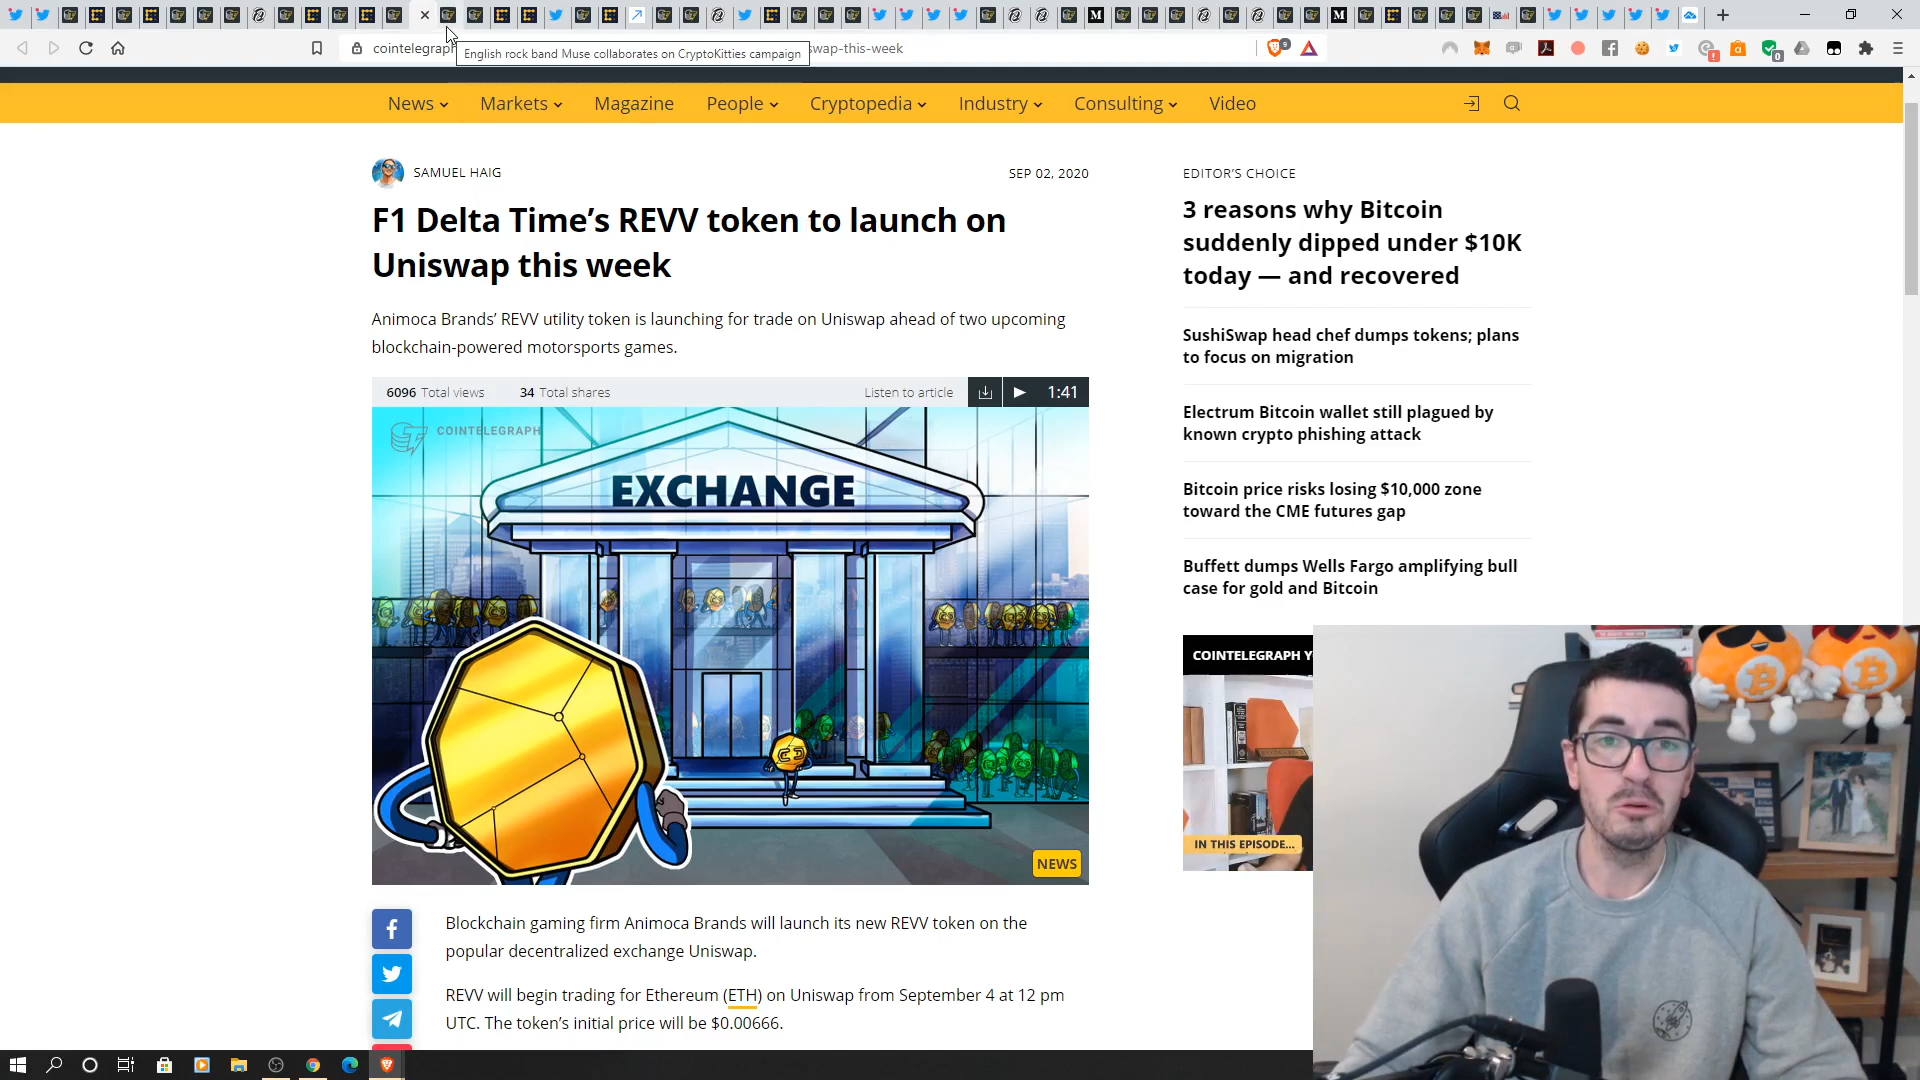 cointelegraph
swap-this-week
English rock band Muse collaborates on CryptoKitties campaign
9
News
Markets
Magazine
People
Cryptopedia
Industry
Consulting
Video
SAMUEL HAIG
SEP 02, 2020
F1 Delta Time’s REVV token to launch on
Uniswap this week
Animoca Brands’ REVV utility token is launching for trade on Uniswap ahead of two upcoming
blockchain-powered motorsports games.
6096 Total views
34 Total shares
Listen to article
1:41
COINTELEGRAPH
EXCHANGE
NEWS
Blockchain gaming firm Animoca Brands will launch its new REVV token on the
popular decentralized exchange Uniswap.
REVV will begin trading for Ethereum (ETH) on Uniswap from September 4 at 12 pm
UTC. The token’s initial price will be $0.00666.
EDITOR’S CHOICE
3 reasons why Bitcoin
suddenly dipped under $10K
today — and recovered
SushiSwap head chef dumps tokens; plans
to focus on migration
Electrum Bitcoin wallet still plagued by
known crypto phishing attack
Bitcoin price risks losing $10,000 zone
toward the CME futures gap
Buffett dumps Wells Fargo amplifying bull
case for gold and Bitcoin
COINTELEGRAPH Y
IN THIS EPISODE...